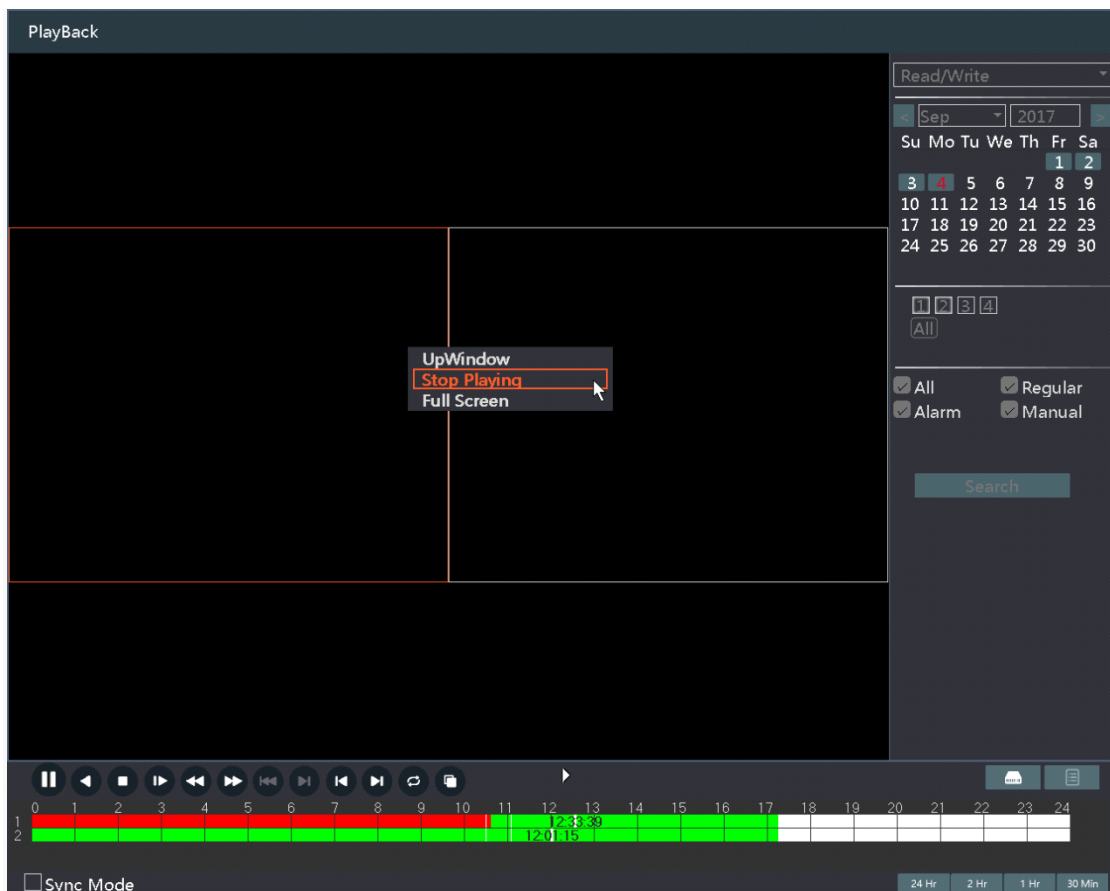 PlayBack
Read/Write
< Sep 2017 >
Su Mo Tu We Th Fr Sa
1 2
3 4 5 6 7 8 9
10 11 12 13 14 15 16
17 18 19 20 21 22 23
24 25 26 27 28 29 30
1 2 3 4
All
UpWindow
Stop Playing
Full Screen
All Regular
Alarm Manual
Search
0 1 2 3 4 5 6 7 8 9 10 11 12 13 14 15 16 17 18 19 20 21 22 23 24
1 12:33:39
2 12:01:15
Sync Mode
24 Hr 2 Hr 1 Hr 30 Min